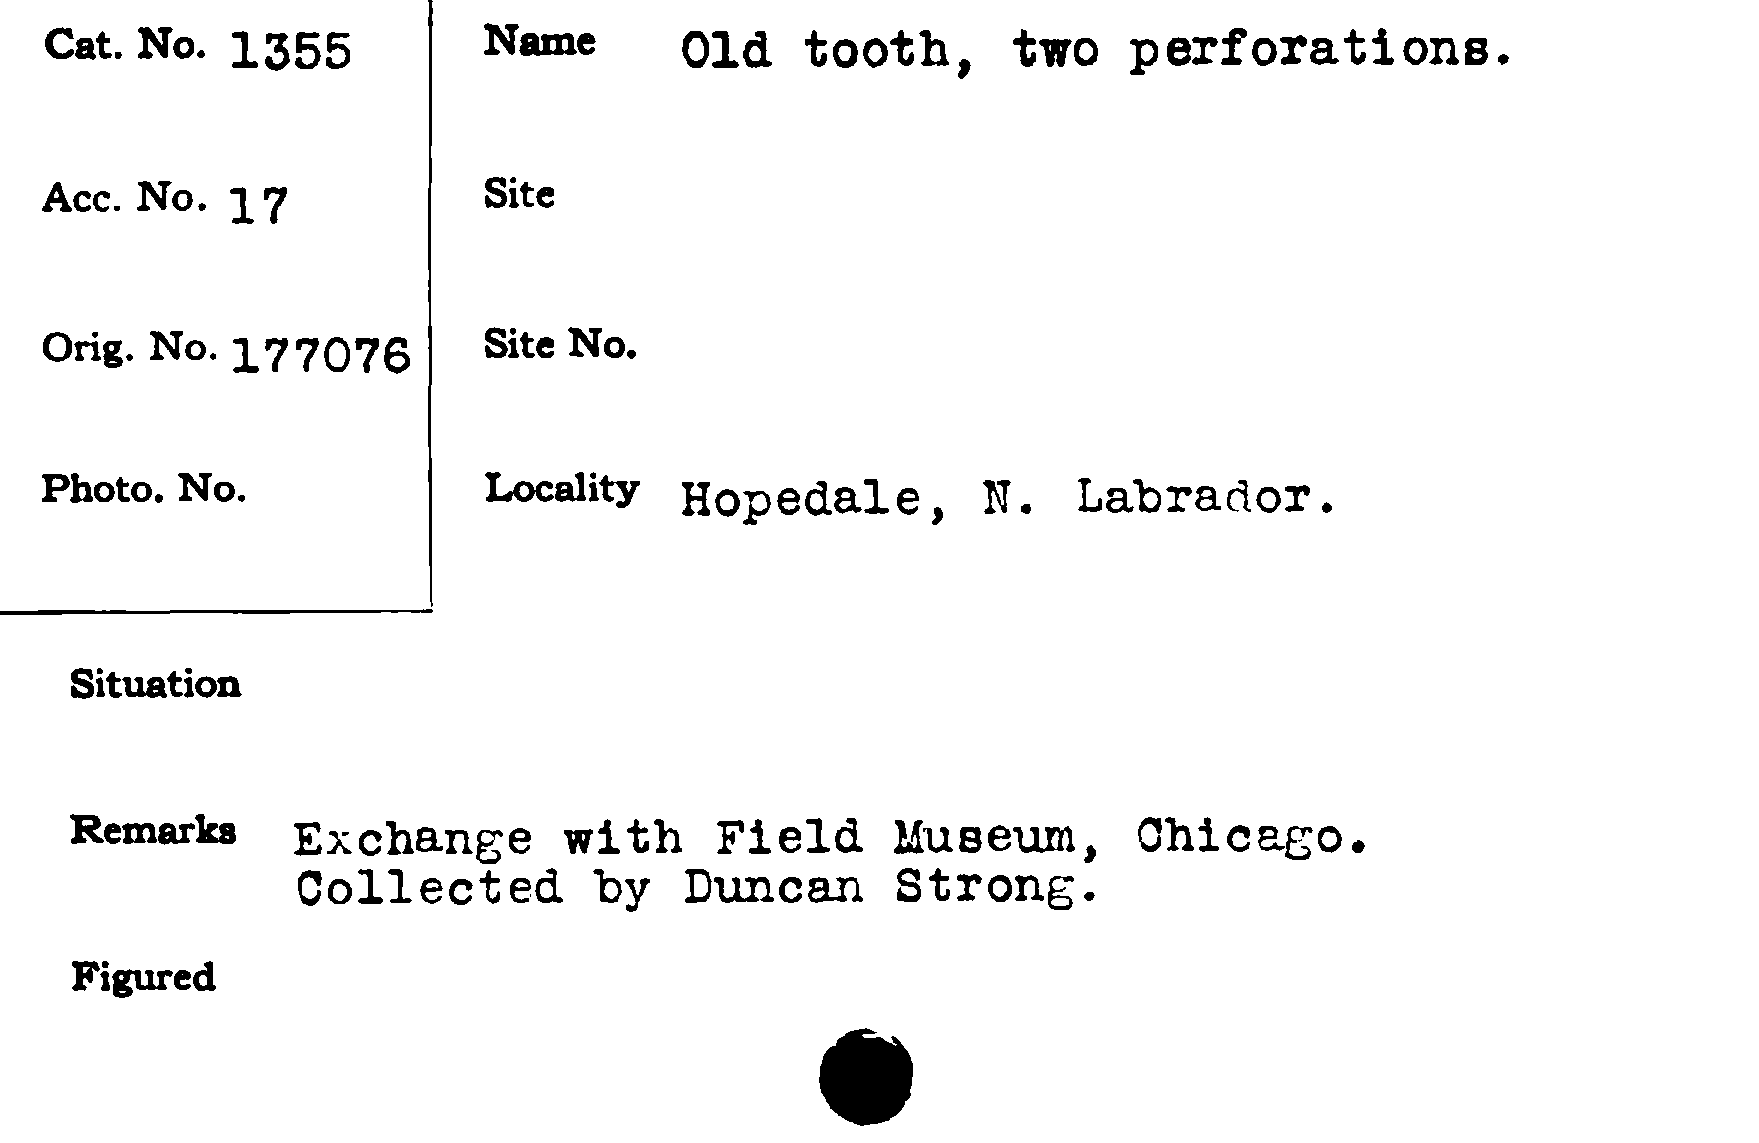 Cat. No. 1355
Name Old tooth, two perforations.
Acc. No. 17
Site
Orig. No. 177076
Site No.
Photo. No.
Locality Hopedale, N. Labrador.
Situation
Remarks Exchange with Field Museum, Chicago.
Collected by Duncan Strong.
Figured